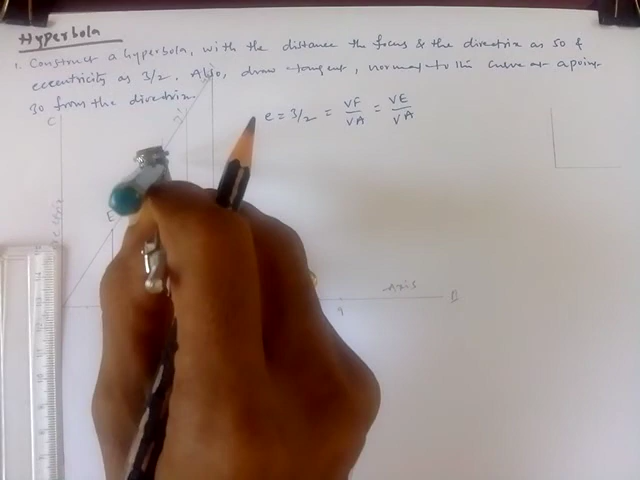 Hyperbola
1. Construct a hyperbola, with the distance the focus & the directrix as 50 &
eccentricity as 3/2. Also, draw tangent, normal to the curve at a point
30 from the directrix.
e = 3/2 = VF/VA = VE/VA
C
E
Axis
B